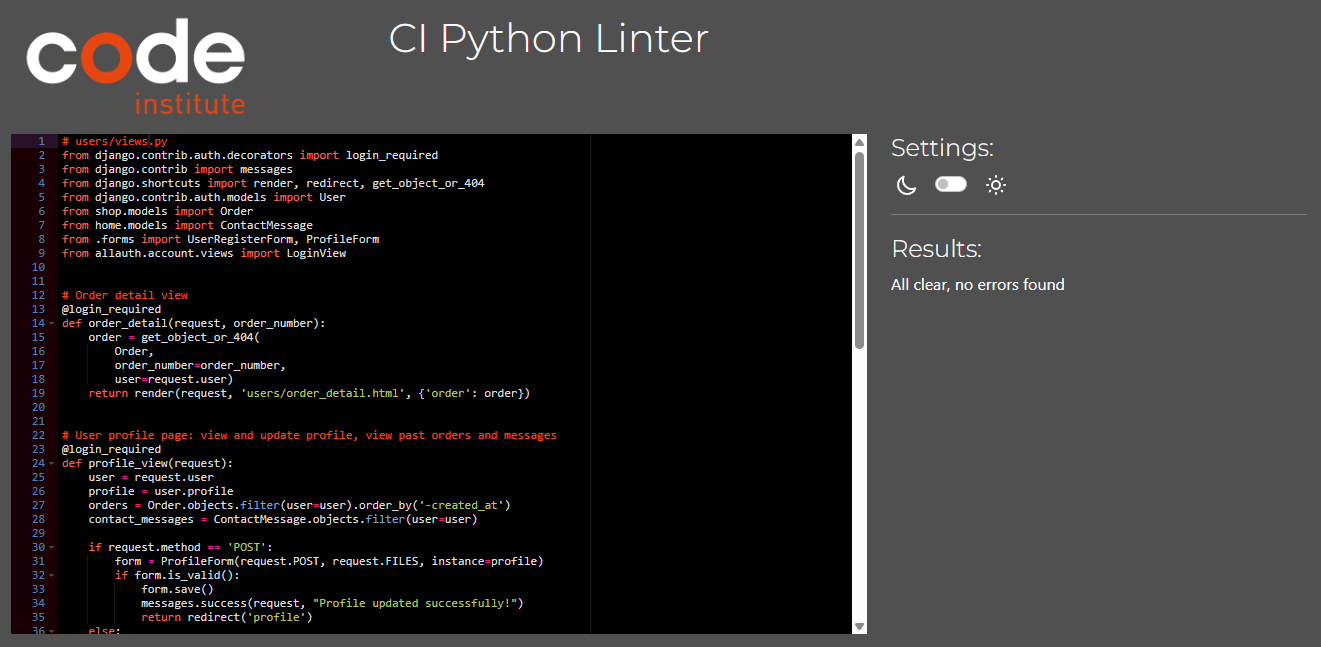 code
institute
CI Python Linter
1 # users/views.py
2 from django.contrib.auth.decorators import login_required
3 from django.contrib import messages
4 from django.shortcuts import render, redirect, get_object_or_404
5 from django.contrib.auth.models import User
6 from shop.models import Order
7 from home.models import ContactMessage
8 from .forms import UserRegisterForm, ProfileForm
9 from allauth.account.views import LoginView
10
11
12 # Order detail view
13 @login_required
14 def order_detail(request, order_number):
15     order = get_object_or_404(
16         Order,
17         order_number=order_number,
18         user=request.user)
19     return render(request, 'users/order_detail.html', {'order': order})
20
21
22 # User profile page: view and update profile, view past orders and messages
23 @login_required
24 def profile_view(request):
25     user = request.user
26     profile = user.profile
27     orders = Order.objects.filter(user=user).order_by('-created_at')
28     contact_messages = ContactMessage.objects.filter(user=user)
29
30     if request.method == 'POST':
31         form = ProfileForm(request.POST, request.FILES, instance=profile)
32         if form.is_valid():
33             form.save()
34             messages.success(request, "Profile updated successfully!")
35             return redirect('profile')
36     else:
Settings:
Results:
All clear, no errors found